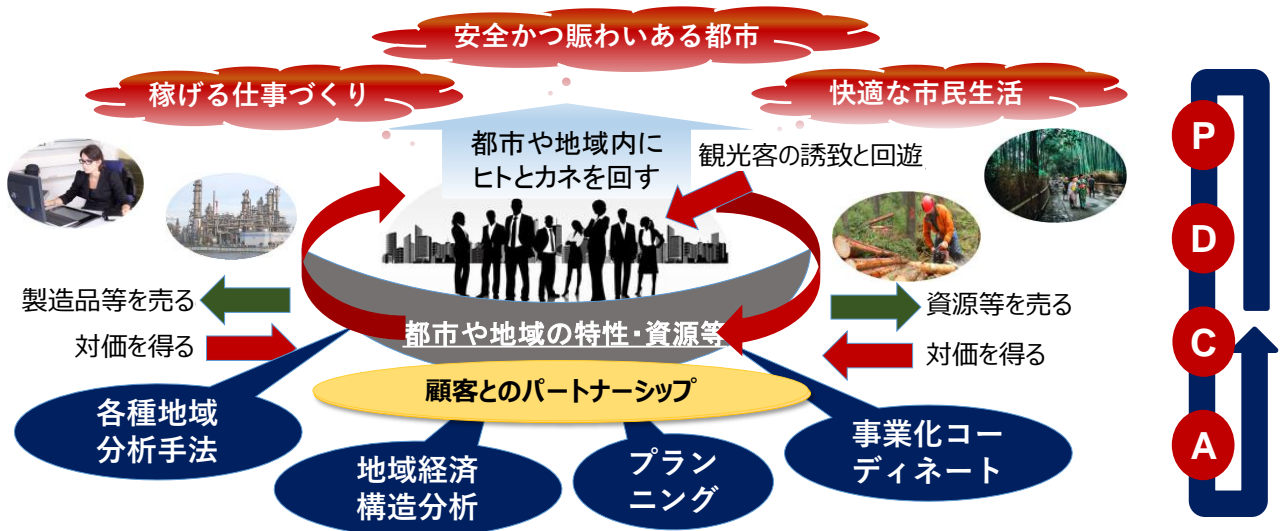 安全かつ賑わいある都市
稼げる仕事づくり
快適な市民生活
都市や地域内に
ヒトとカネを回す
観光客の誘致と回遊
製造品等を売る
対価を得る
資源等を売る
対価を得る
都市や地域の特性・資源等
顧客とのパートナーシップ
各種地域
分析手法
地域経済
構造分析
プラン
ニング
事業化コー
ディネート
P
D
C
A